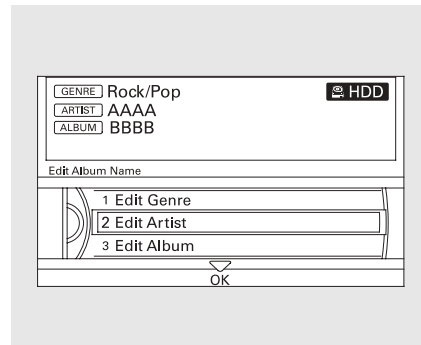 GENRE Rock/Pop HDD
ARTIST AAAA
ALBUM BBBB
Edit Album Name
1 Edit Genre
2 Edit Artist
3 Edit Album
OK